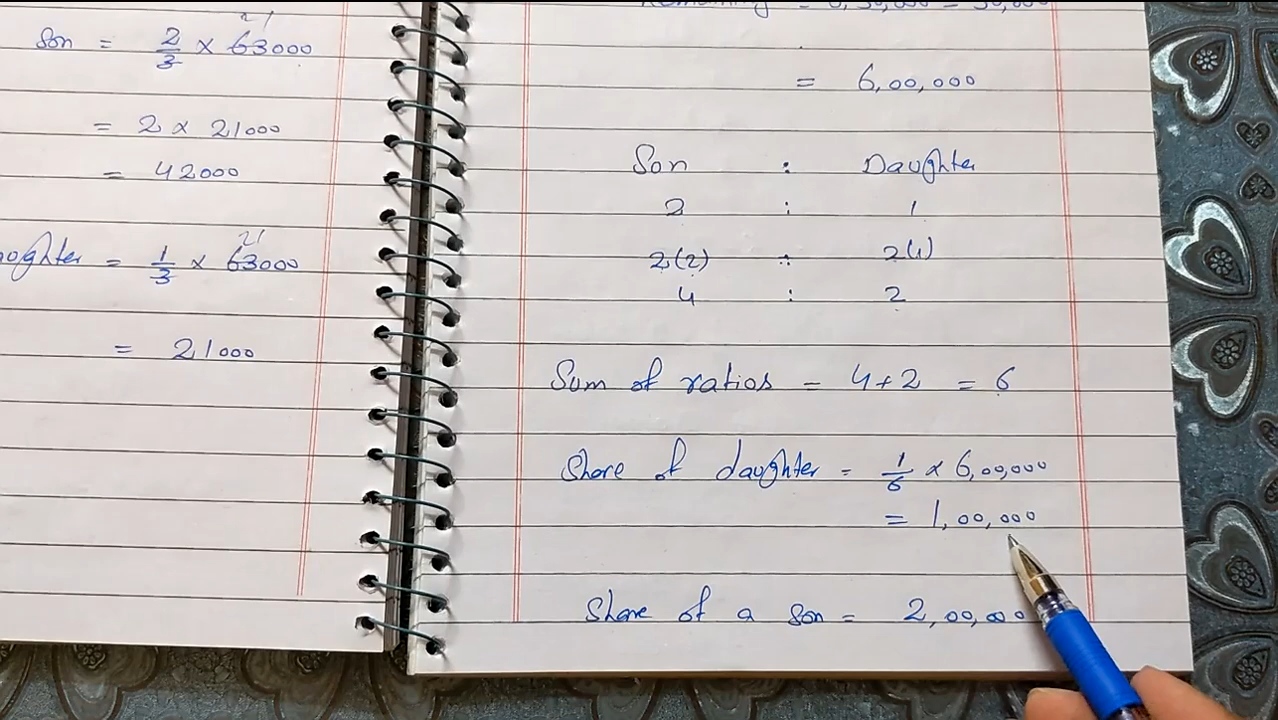 21
Son = 2/3 × 63000
= 2 × 21000
= 42000
21
= 1/3 × 63000
= 21000
= 6,00,000
Son : Daughter
2 : 1
2(2) : 2(1)
4 : 2
Sum of ratios = 4+2 = 6
Share of daughter = 1/6 × 6,00,000
= 1,00,000
Share of a son = 2,00,000